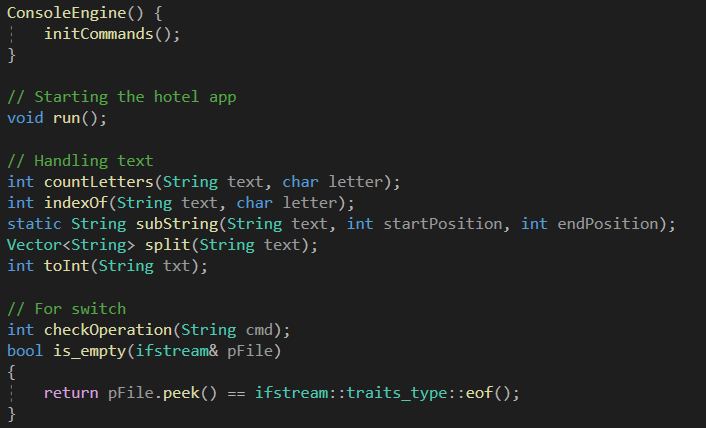 ConsoleEngine() {
initCommands();
}
// Starting the hotel app
void run();
// Handling text
int countLetters(String text, char letter);
int indexOf(String text, char letter);
static String subString(String text, int startPosition, int endPosition);
Vector<String> split(String text);
int toInt(String txt);
// For switch
int checkOperation(String cmd);
bool is_empty(ifstream& pFile)
{
return pFile.peek() == ifstream::traits_type::eof();
}